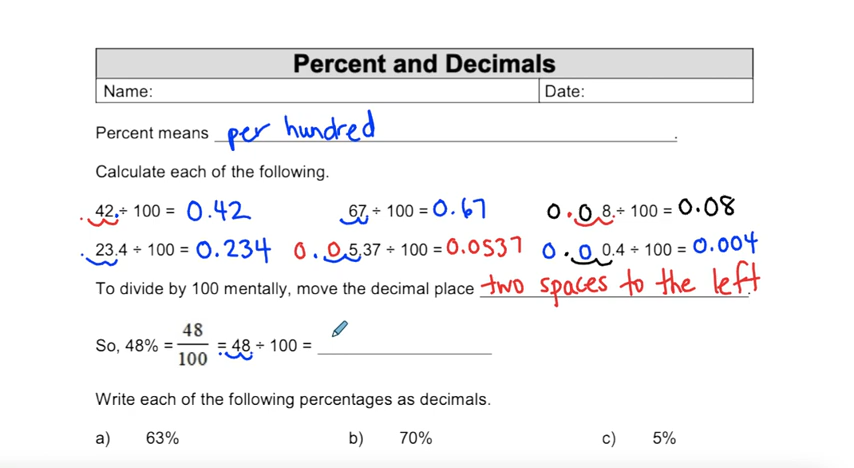 Percent and Decimals
Name: Date:
Percent means per hundred.
Calculate each of the following.
.42. ÷ 100 = 0.42 67. ÷ 100 = 0.67 0.0 8. ÷ 100 = 0.08
.23.4 ÷ 100 = 0.234 0.0 5.37 ÷ 100 = 0.0537 0.0 0.4 ÷ 100 = 0.004
To divide by 100 mentally, move the decimal place two spaces to the left.
So, 48% = 48/100 = .48. ÷ 100 =
Write each of the following percentages as decimals.
a) 63% b) 70% c) 5%